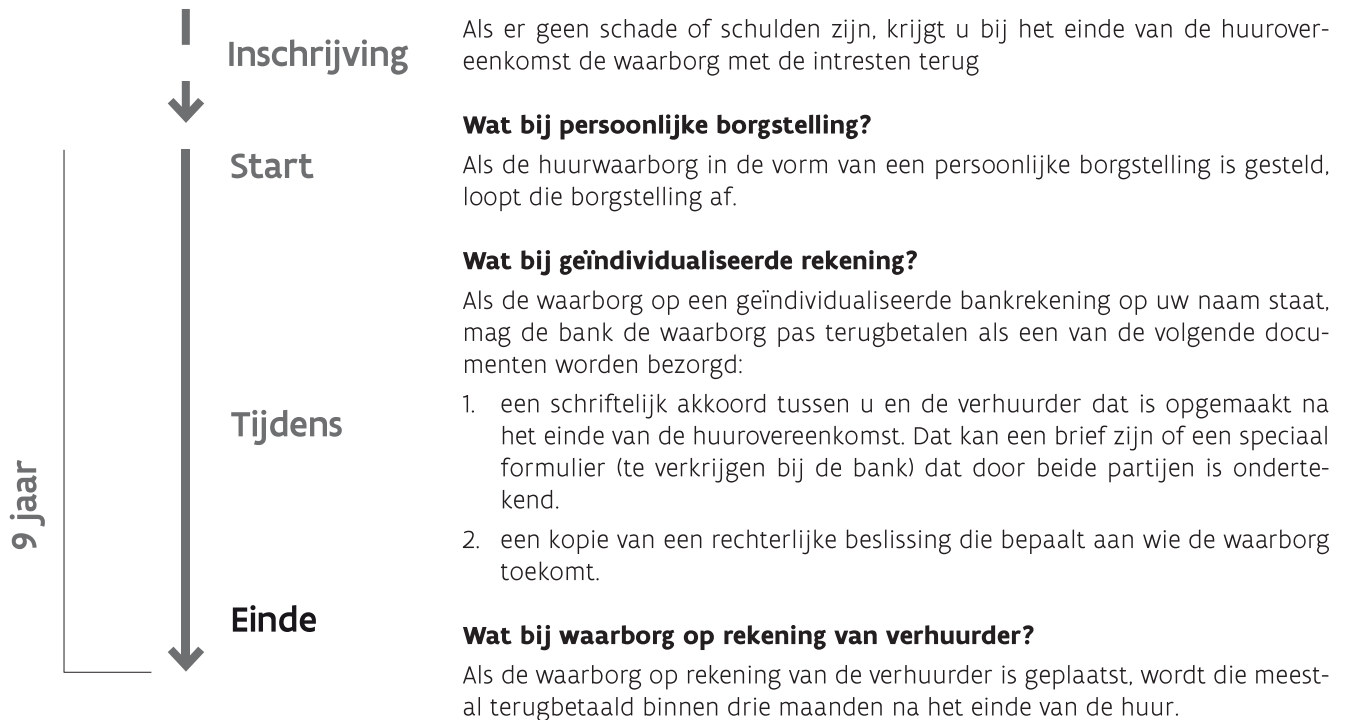 Inschrijving
Start
Tijdens
9 jaar
Einde
Als er geen schade of schulden zijn, krijgt u bij het einde van de huurover-
eenkomst de waarborg met de intresten terug
Wat bij persoonlijke borgstelling?
Als de huurwaarborg in de vorm van een persoonlijke borgstelling is gesteld,
loopt die borgstelling af.
Wat bij geïndividualiseerde rekening?
Als de waarborg op een geïndividualiseerde bankrekening op uw naam staat,
mag de bank de waarborg pas terugbetalen als een van de volgende docu-
menten worden bezorgd:
1. een schriftelijk akkoord tussen u en de verhuurder dat is opgemaakt na
het einde van de huurovereenkomst. Dat kan een brief zijn of een speciaal
formulier (te verkrijgen bij de bank) dat door beide partijen is onderte-
kend.
2. een kopie van een rechterlijke beslissing die bepaalt aan wie de waarborg
toekomt.
Wat bij waarborg op rekening van verhuurder?
Als de waarborg op rekening van de verhuurder is geplaatst, wordt die meest-
al terugbetaald binnen drie maanden na het einde van de huur.